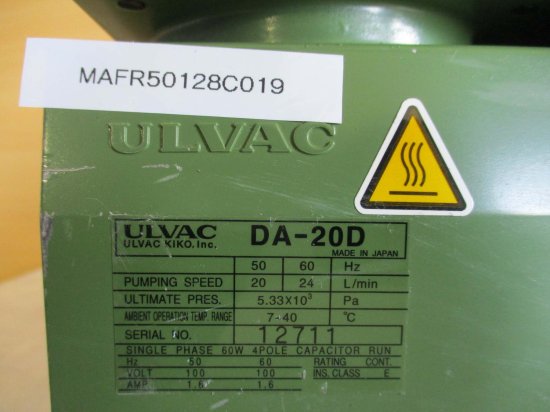 MAFR50128C019
ULVAC
ULVAC DA-20D
ULVAC KIKO, Inc. MADE IN JAPAN
50 60 Hz
PUMPING SPEED 20 24 L/min
ULTIMATE PRES. 5.33X10³ Pa
AMBIENT OPERATION TEMP. RANGE 7-40 °C
SERIAL NO. 12711
SINGLE PHASE 60W 4POLE CAPACITOR RUN
Hz 50 60 RATING CONT.
VOLT 100 100 INS. CLASS E
AMP. 1.6 1.6